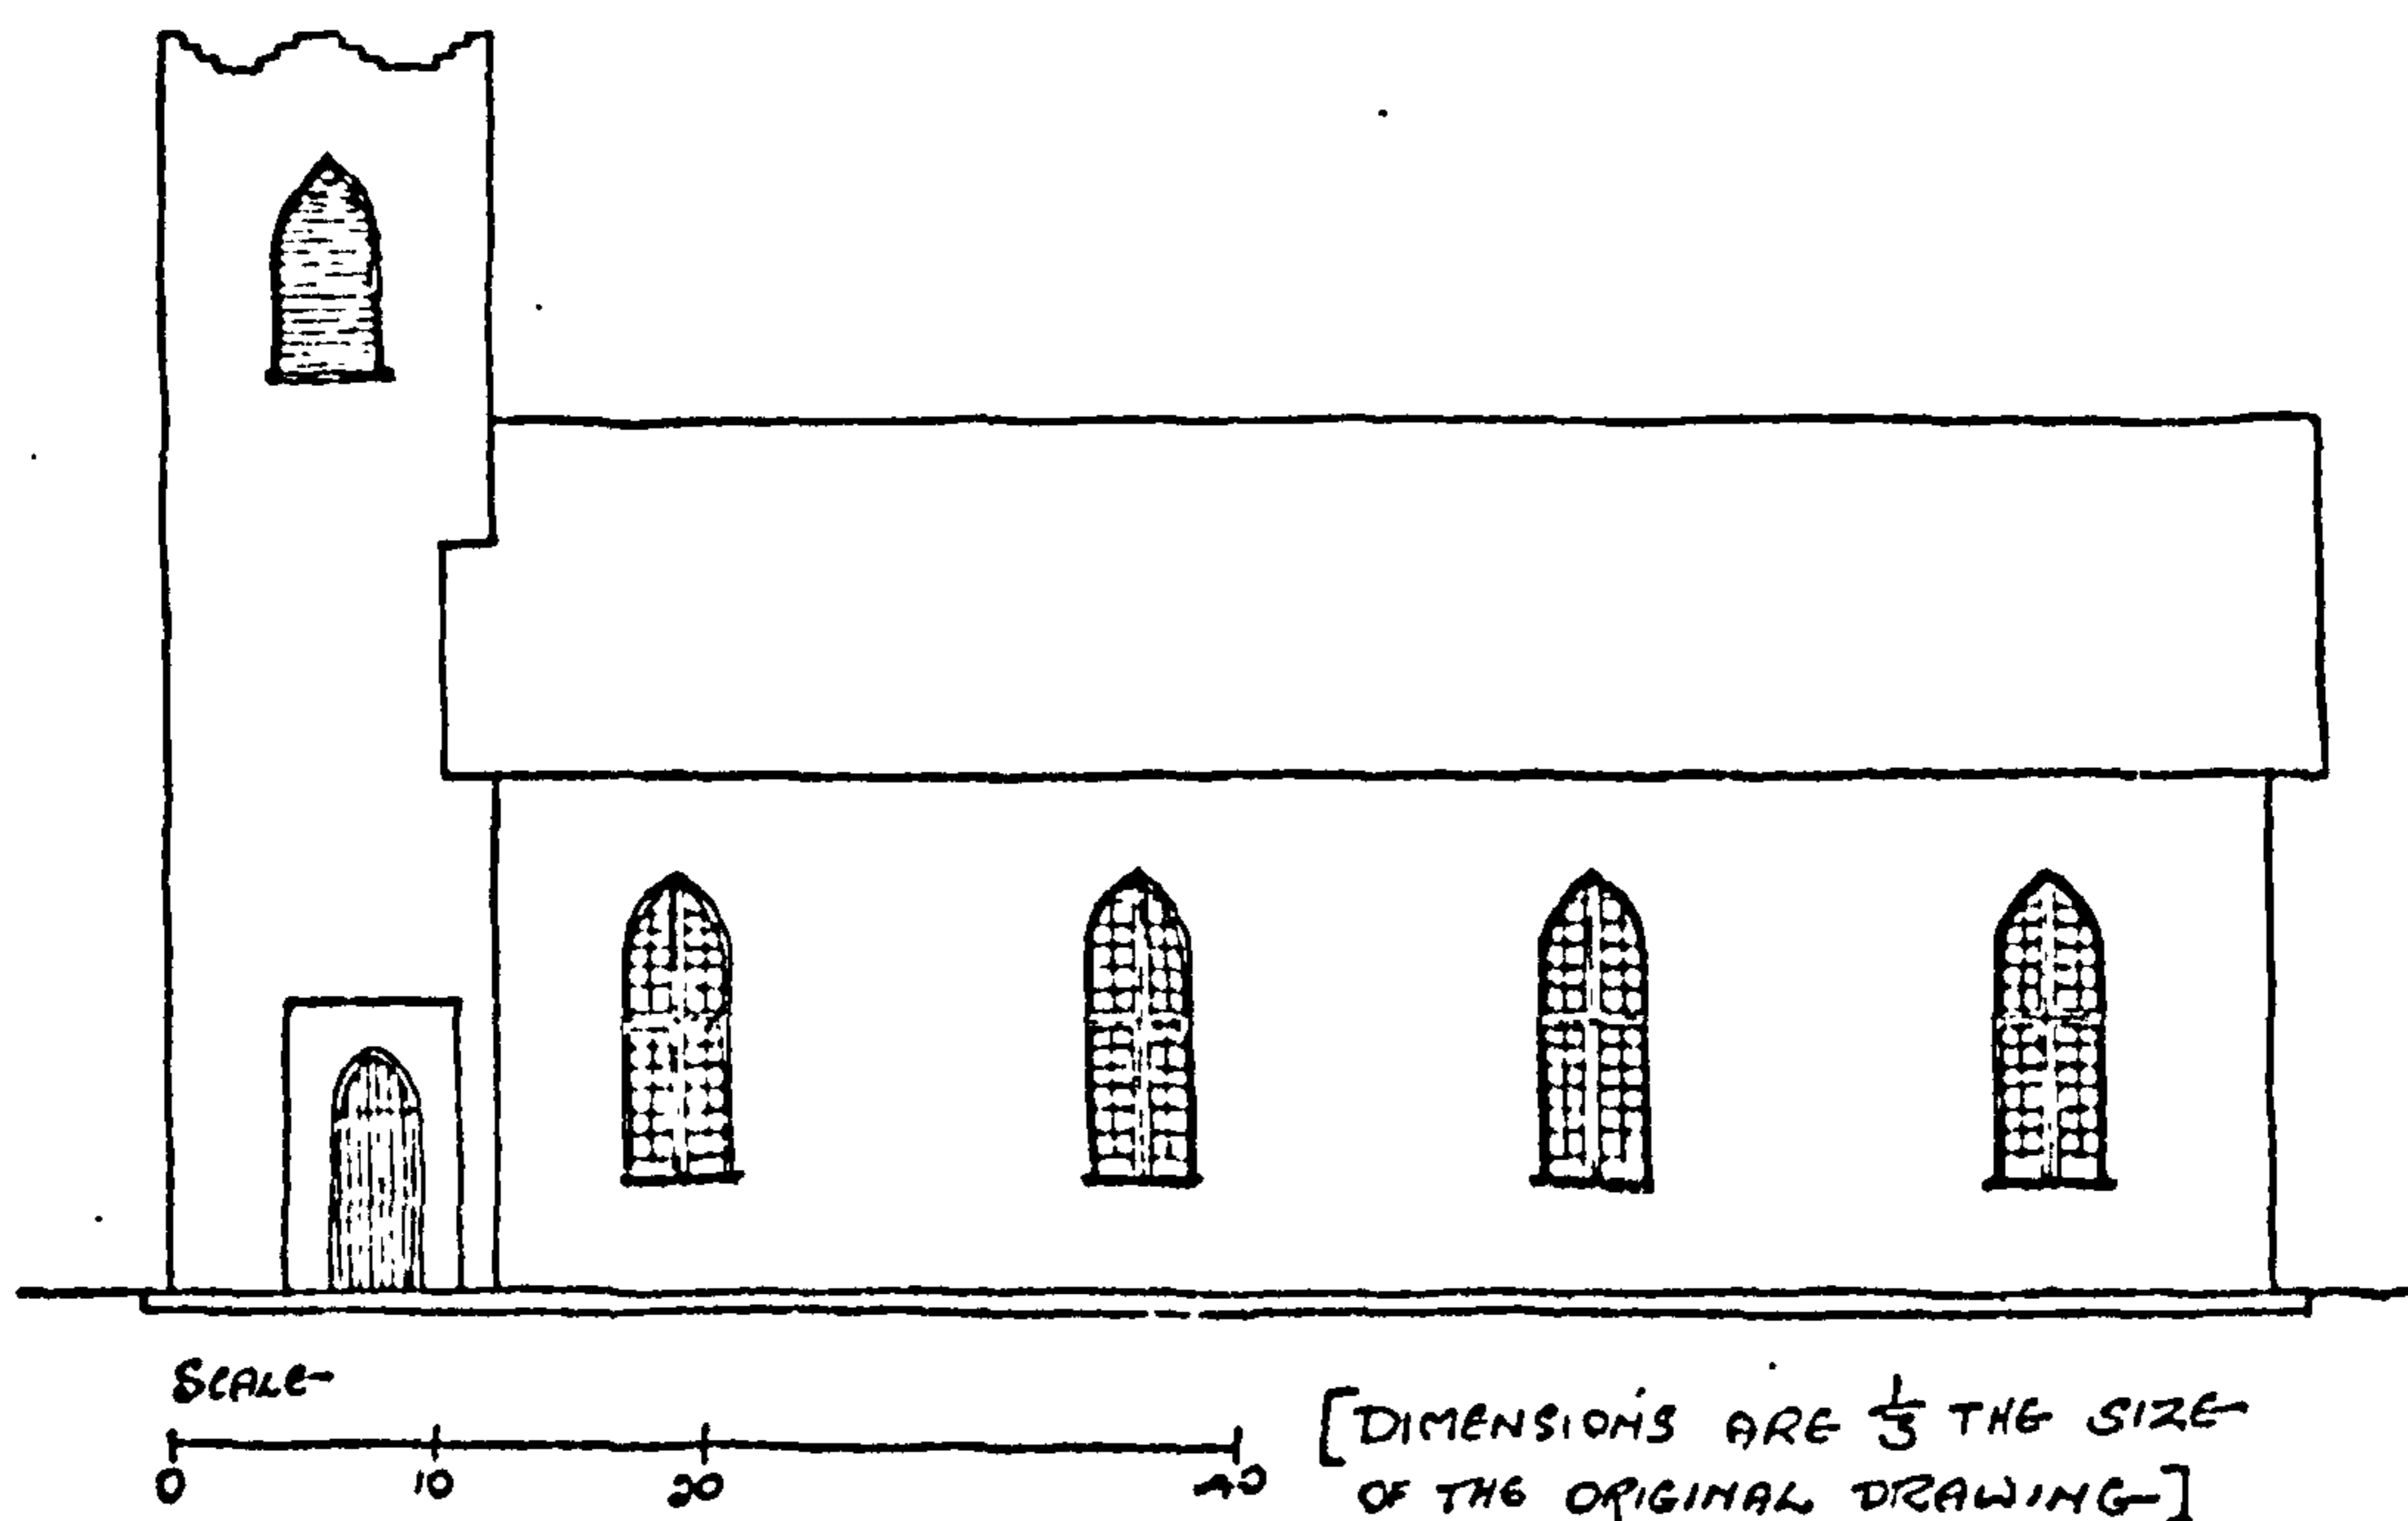 SCALE
0 10 20 40
[DIMENSIONS ARE 1/3 THE SIZE
OF THE ORIGINAL DRAWING]